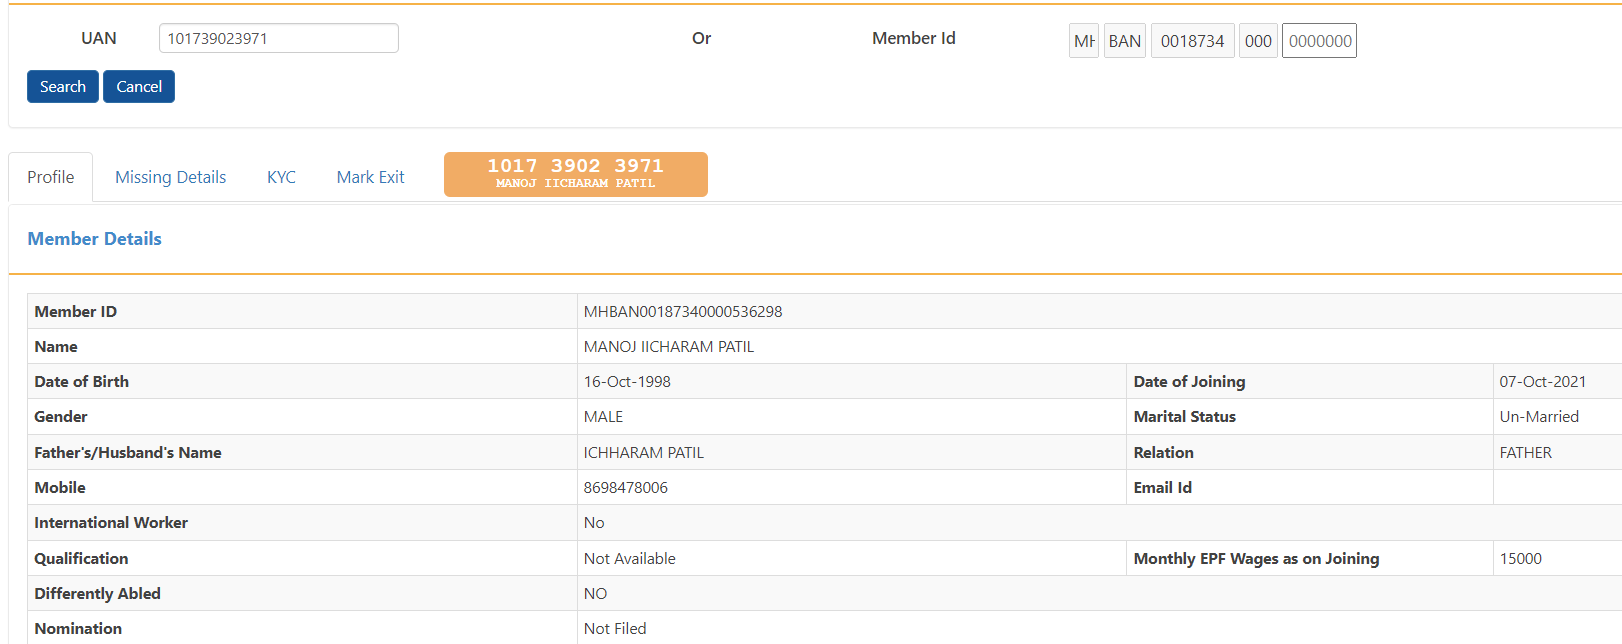 UAN 101739023971 Or Member Id MH BAN 0018734 000 0000000
Search Cancel
Profile Missing Details KYC Mark Exit 1017 3902 3971
MANOJ IICHARAM PATIL
Member Details
Member ID MHBAN00187340000536298
Name MANOJ IICHARAM PATIL
Date of Birth 16-Oct-1998 Date of Joining 07-Oct-2021
Gender MALE Marital Status Un-Married
Father's/Husband's Name ICHHARAM PATIL Relation FATHER
Mobile 8698478006 Email Id
International Worker No
Qualification Not Available Monthly EPF Wages as on Joining 15000
Differently Abled NO
Nomination Not Filed